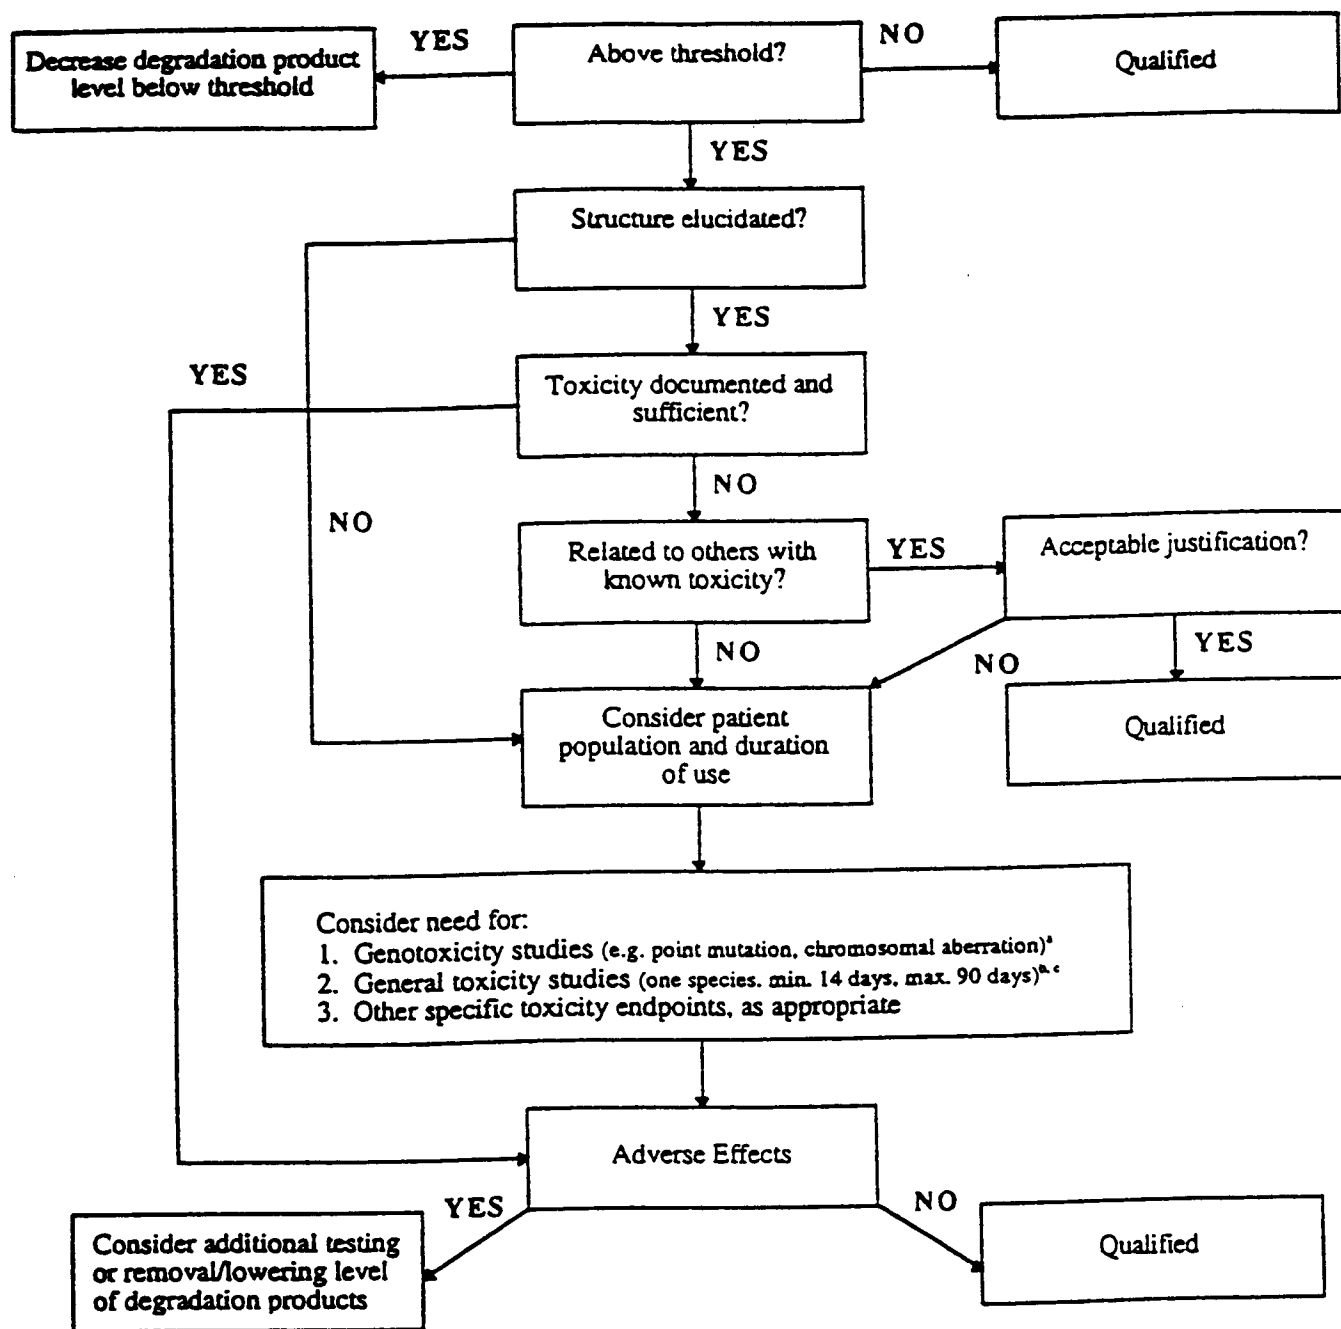 YES
NO
Decrease degradation product
level below threshold
Above threshold?
Qualified
YES
Structure elucidated?
YES
YES
Toxicity documented and
sufficient?
NO
NO
Related to others with
known toxicity?
YES
Acceptable justification?
NO
NO
YES
Consider patient
population and duration
of use
Qualified
Consider need for:
1. Genotoxicity studies (e.g. point mutation, chromosomal aberration)ᵃ
2. General toxicity studies (one species. min. 14 days, max. 90 days)ᵇ· ᶜ
3. Other specific toxicity endpoints, as appropriate
Adverse Effects
YES
NO
Consider additional testing
or removal/lowering level
of degradation products
Qualified